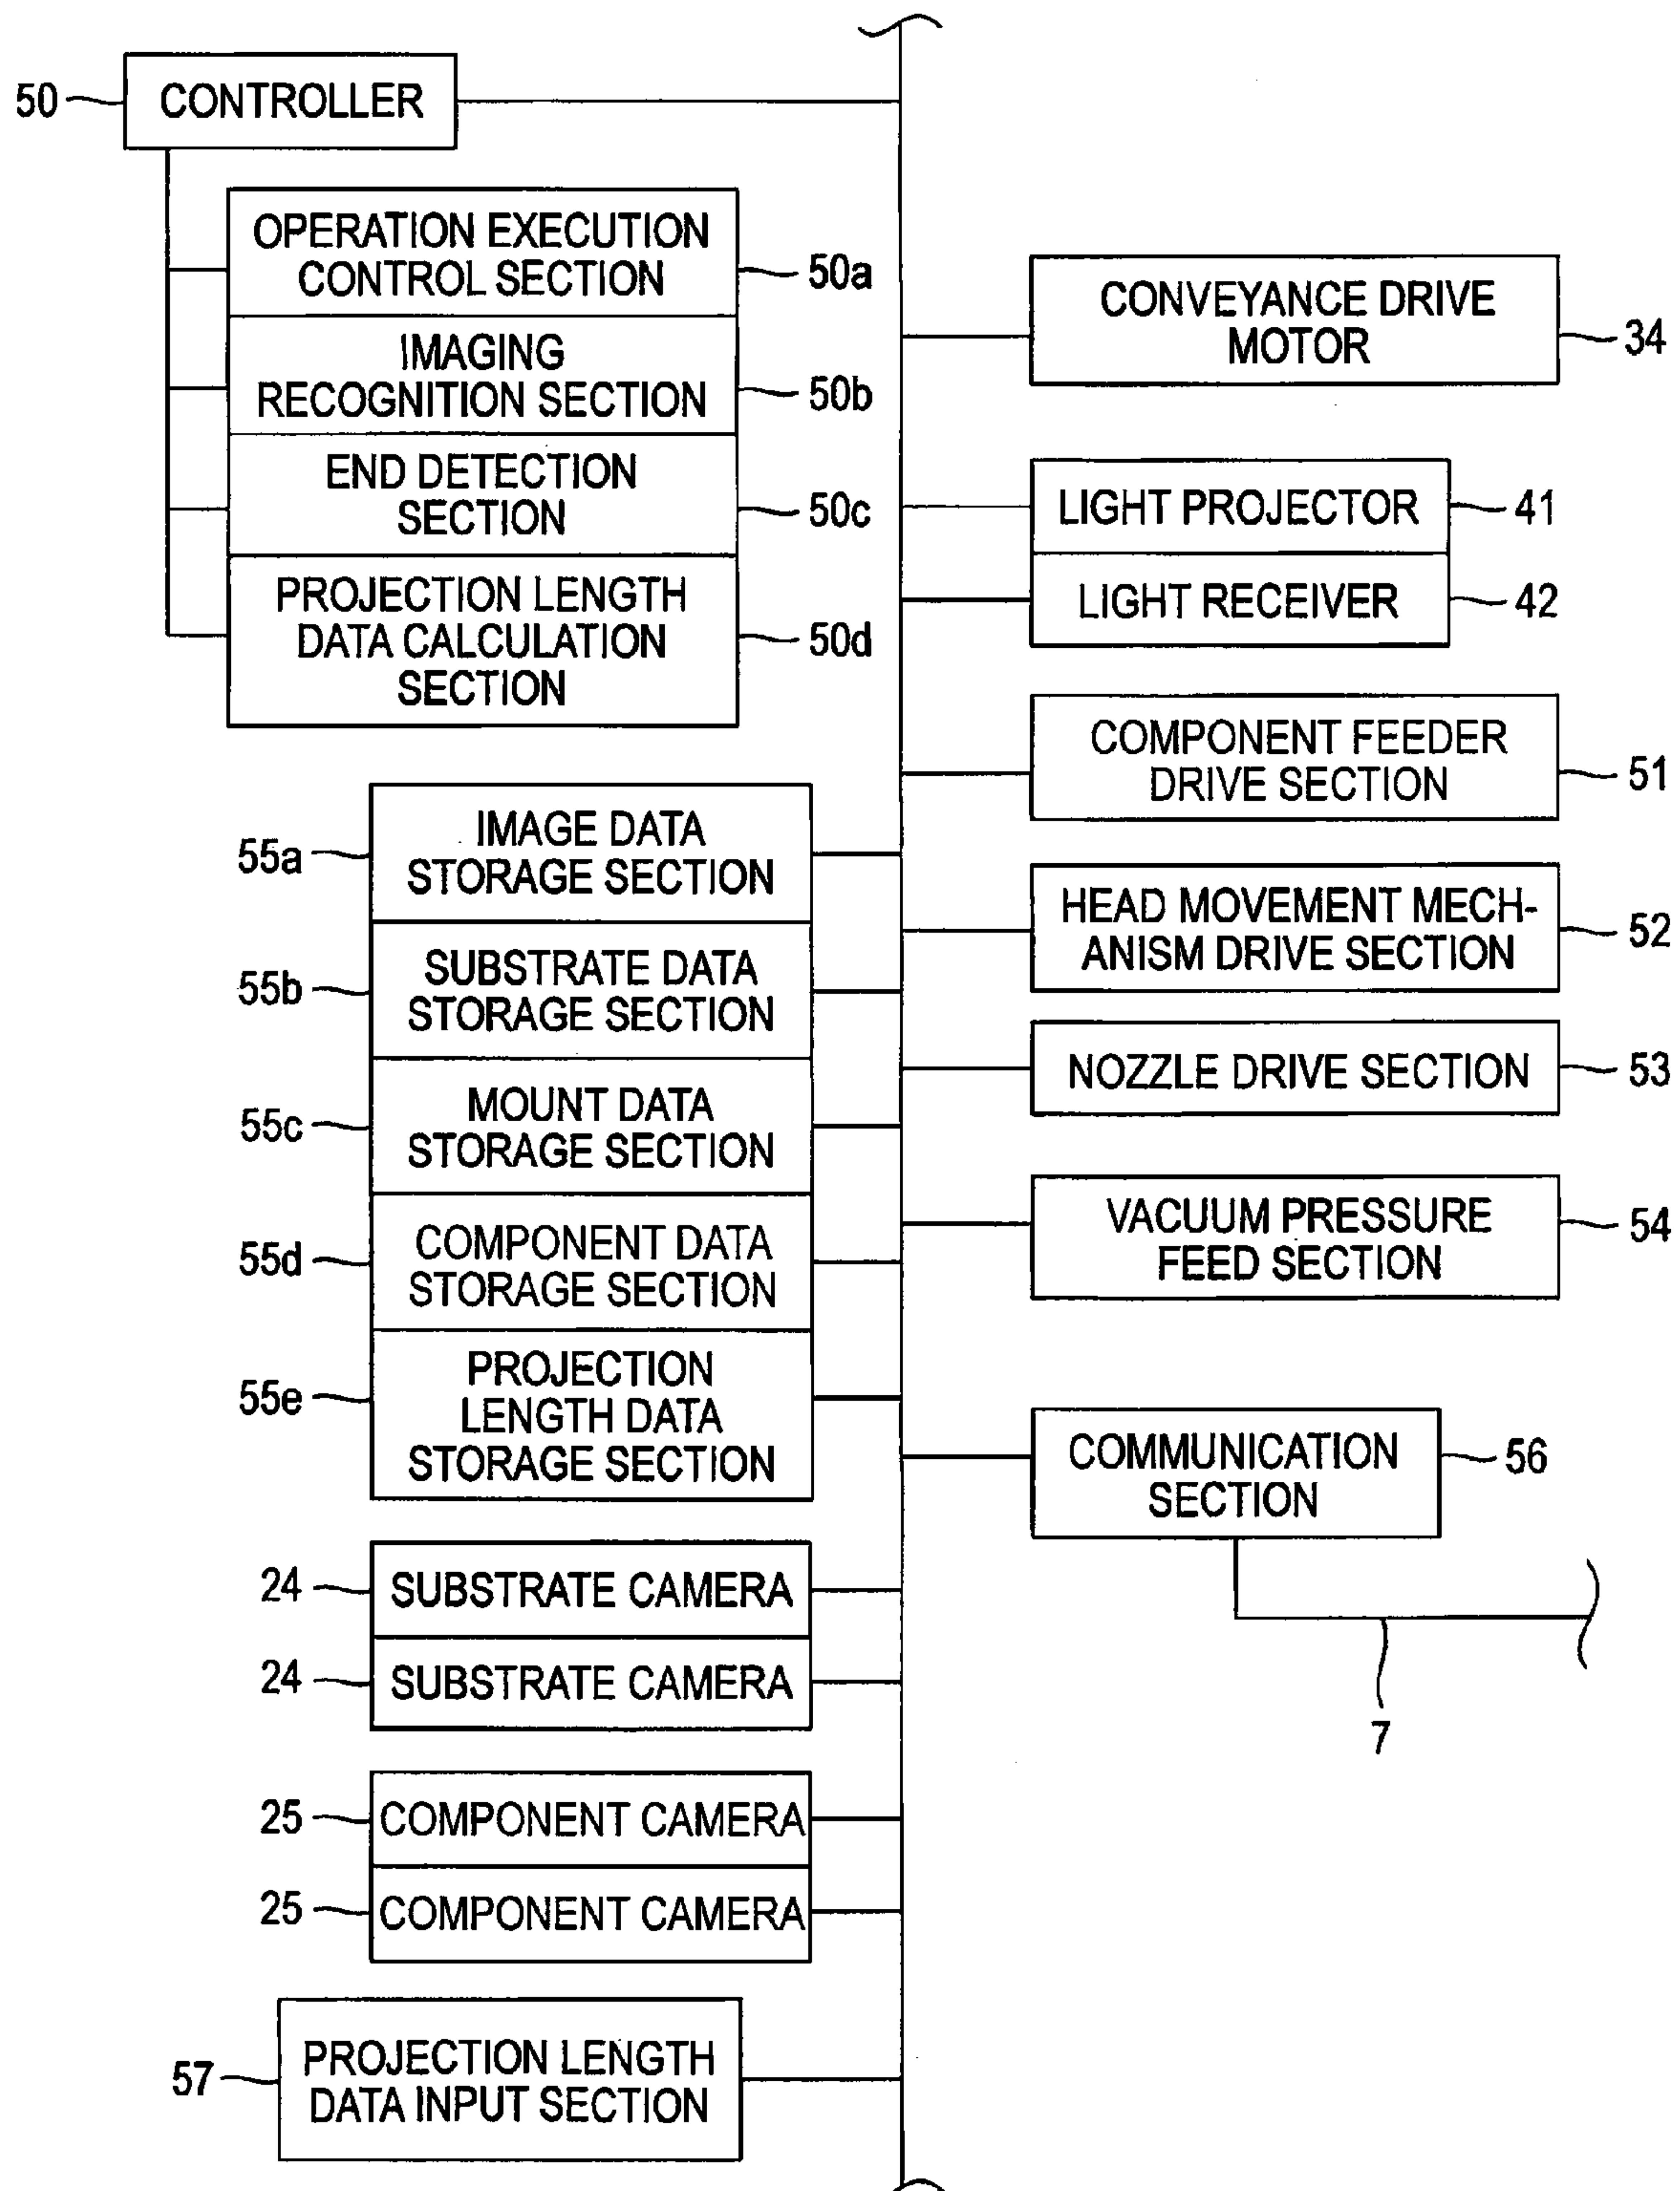 50
CONTROLLER
OPERATION EXECUTION
CONTROL SECTION
50a
IMAGING
RECOGNITION SECTION
50b
END DETECTION
SECTION
50c
PROJECTION LENGTH
DATA CALCULATION
SECTION
50d
55a
IMAGE DATA
STORAGE SECTION
55b
SUBSTRATE DATA
STORAGE SECTION
55c
MOUNT DATA
STORAGE SECTION
55d
COMPONENT DATA
STORAGE SECTION
55e
PROJECTION
LENGTH DATA
STORAGE SECTION
24
SUBSTRATE CAMERA
24
SUBSTRATE CAMERA
25
COMPONENT CAMERA
25
COMPONENT CAMERA
57
PROJECTION LENGTH
DATA INPUT SECTION
CONVEYANCE DRIVE
MOTOR
34
LIGHT PROJECTOR
41
LIGHT RECEIVER
42
COMPONENT FEEDER
DRIVE SECTION
51
HEAD MOVEMENT MECH-
ANISM DRIVE SECTION
52
NOZZLE DRIVE SECTION
53
VACUUM PRESSURE
FEED SECTION
54
COMMUNICATION
SECTION
56
7